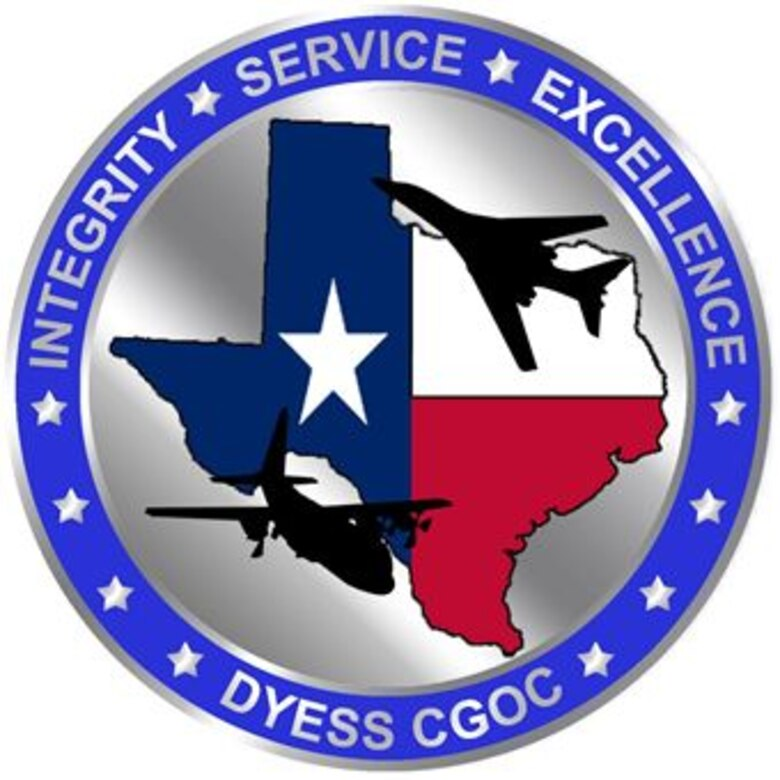 INTEGRITY ★ SERVICE ★ EXCELLENCE
DYESS CGOC